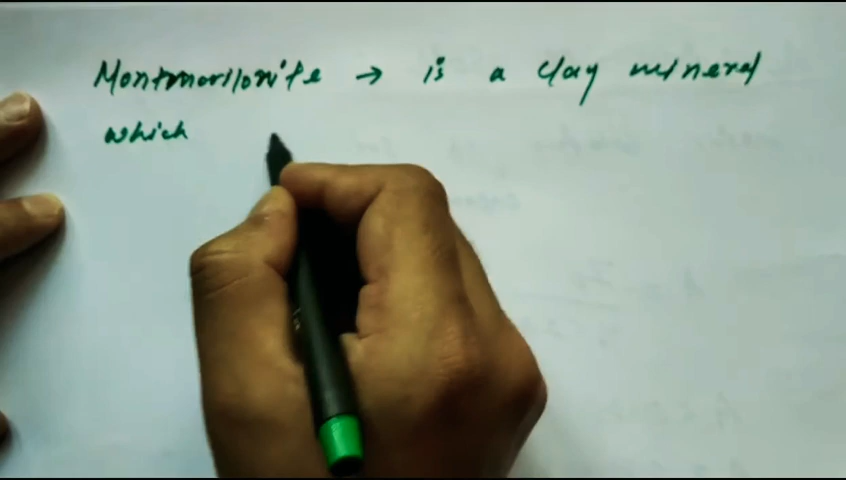 Montmorillonite → is a clay mineral
which